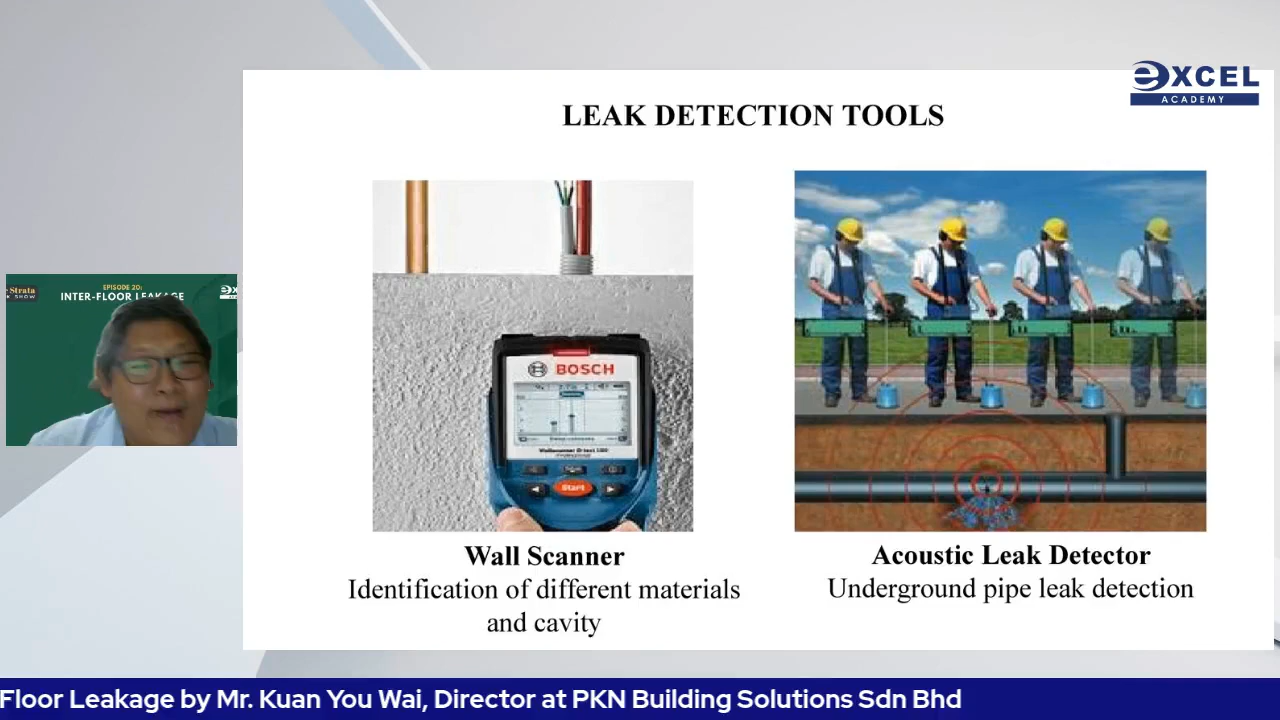 eXCEL
ACADEMY
LEAK DETECTION TOOLS
Strata
SHOW
EPISODE 20:
INTER-FLOOR LEAKAGE
BOSCH
Start
Wall Scanner
Identification of different materials
and cavity
Acoustic Leak Detector
Underground pipe leak detection
Floor Leakage by Mr. Kuan You Wai, Director at PKN Building Solutions Sdn Bhd